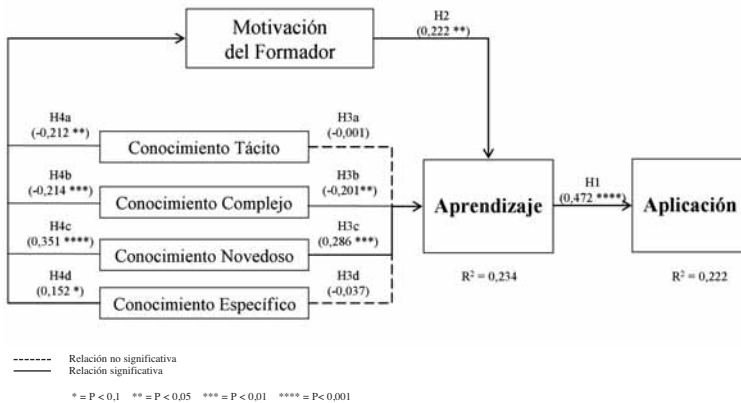 Motivación
del Formador
H2
(0,222 **)
H4a
(-0,212 **)
Conocimiento Tácito
H3a
(-0,001)
H4b
(-0,214 ***)
Conocimiento Complejo
H3b
(-0,201**)
H4c
(0,351 ****)
Conocimiento Novedoso
H3c
(0,286 ***)
H4d
(0,152 *)
Conocimiento Específico
H3d
(-0,037)
Aprendizaje
R² = 0,234
H1
(0,472 ****)
Aplicación
R² = 0,222
Relación no significativa
Relación significativa
* = P < 0,1 ** = P < 0,05 *** = P < 0,01 **** = P< 0,001